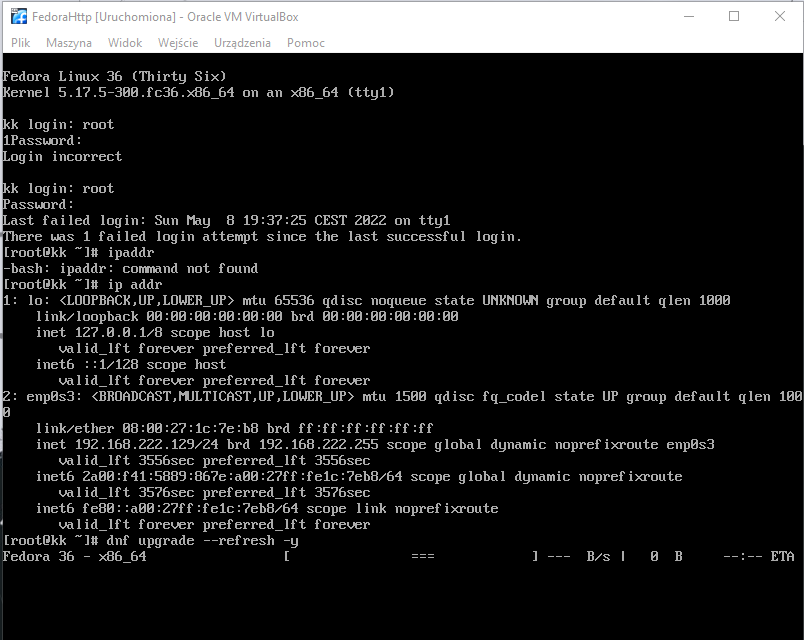 FedoraHttp [Uruchomiona] - Oracle VM VirtualBox
Plik Maszyna Widok Wejście Urządzenia Pomoc
Fedora Linux 36 (Thirty Six)
Kernel 5.17.5-300.fc36.x86_64 on an x86_64 (tty1)
kk login: root
1Password:
Login incorrect
kk login: root
Password:
Last failed login: Sun May  8 19:37:25 CEST 2022 on tty1
There was 1 failed login attempt since the last successful login.
[root@kk ~]# ipaddr
-bash: ipaddr: command not found
[root@kk ~]# ip addr
1: lo: <LOOPBACK,UP,LOWER_UP> mtu 65536 qdisc noqueue state UNKNOWN group default qlen 1000
    link/loopback 00:00:00:00:00:00 brd 00:00:00:00:00:00
    inet 127.0.0.1/8 scope host lo
       valid_lft forever preferred_lft forever
    inet6 ::1/128 scope host
       valid_lft forever preferred_lft forever
2: enp0s3: <BROADCAST,MULTICAST,UP,LOWER_UP> mtu 1500 qdisc fq_codel state UP group default qlen 100
0
    link/ether 08:00:27:1c:7e:b8 brd ff:ff:ff:ff:ff:ff
    inet 192.168.222.129/24 brd 192.168.222.255 scope global dynamic noprefixroute enp0s3
       valid_lft 3556sec preferred_lft 3556sec
    inet6 2a00:f41:5889:867e:a00:27ff:fe1c:7eb8/64 scope global dynamic noprefixroute
       valid_lft 3576sec preferred_lft 3576sec
    inet6 fe80::a00:27ff:fe1c:7eb8/64 scope link noprefixroute
       valid_lft forever preferred_lft forever
[root@kk ~]# dnf upgrade --refresh -y
Fedora 36 - x86_64                 [               ===            ] ---  B/s |   0  B     --:-- ETA